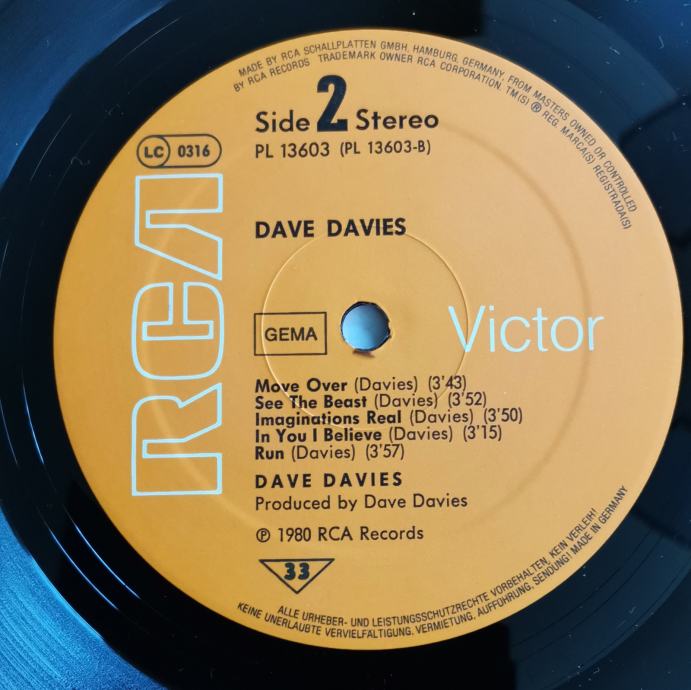 MADE BY RCA SCHALLPLATTEN GMBH, HAMBURG, GERMANY, FROM MASTERS OWNED OR CONTROLLED
BY RCA RECORDS TRADEMARK OWNER RCA CORPORATION. TM(S) ® REG. MARCA(S) REGISTRADA(S)
Side 2 Stereo
LC 0316
PL 13603 (PL 13603-B)
RCA
DAVE DAVIES
GEMA
Victor
Move Over (Davies) (3'43)
See The Beast (Davies) (3'52)
Imaginations Real (Davies) (3'50)
In You I Believe (Davies) (3'15)
Run (Davies) (3'57)
DAVE DAVIES
Produced by Dave Davies
℗ 1980 RCA Records
33
ALLE URHEBER- UND LEISTUNGSSCHUTZRECHTE VORBEHALTEN, KEIN VERLEIH!
KEINE UNERLAUBTE VERVIELFALTIGUNG, VERMIETUNG, AUFFÜHRUNG, SENDUNG! MADE IN GERMANY